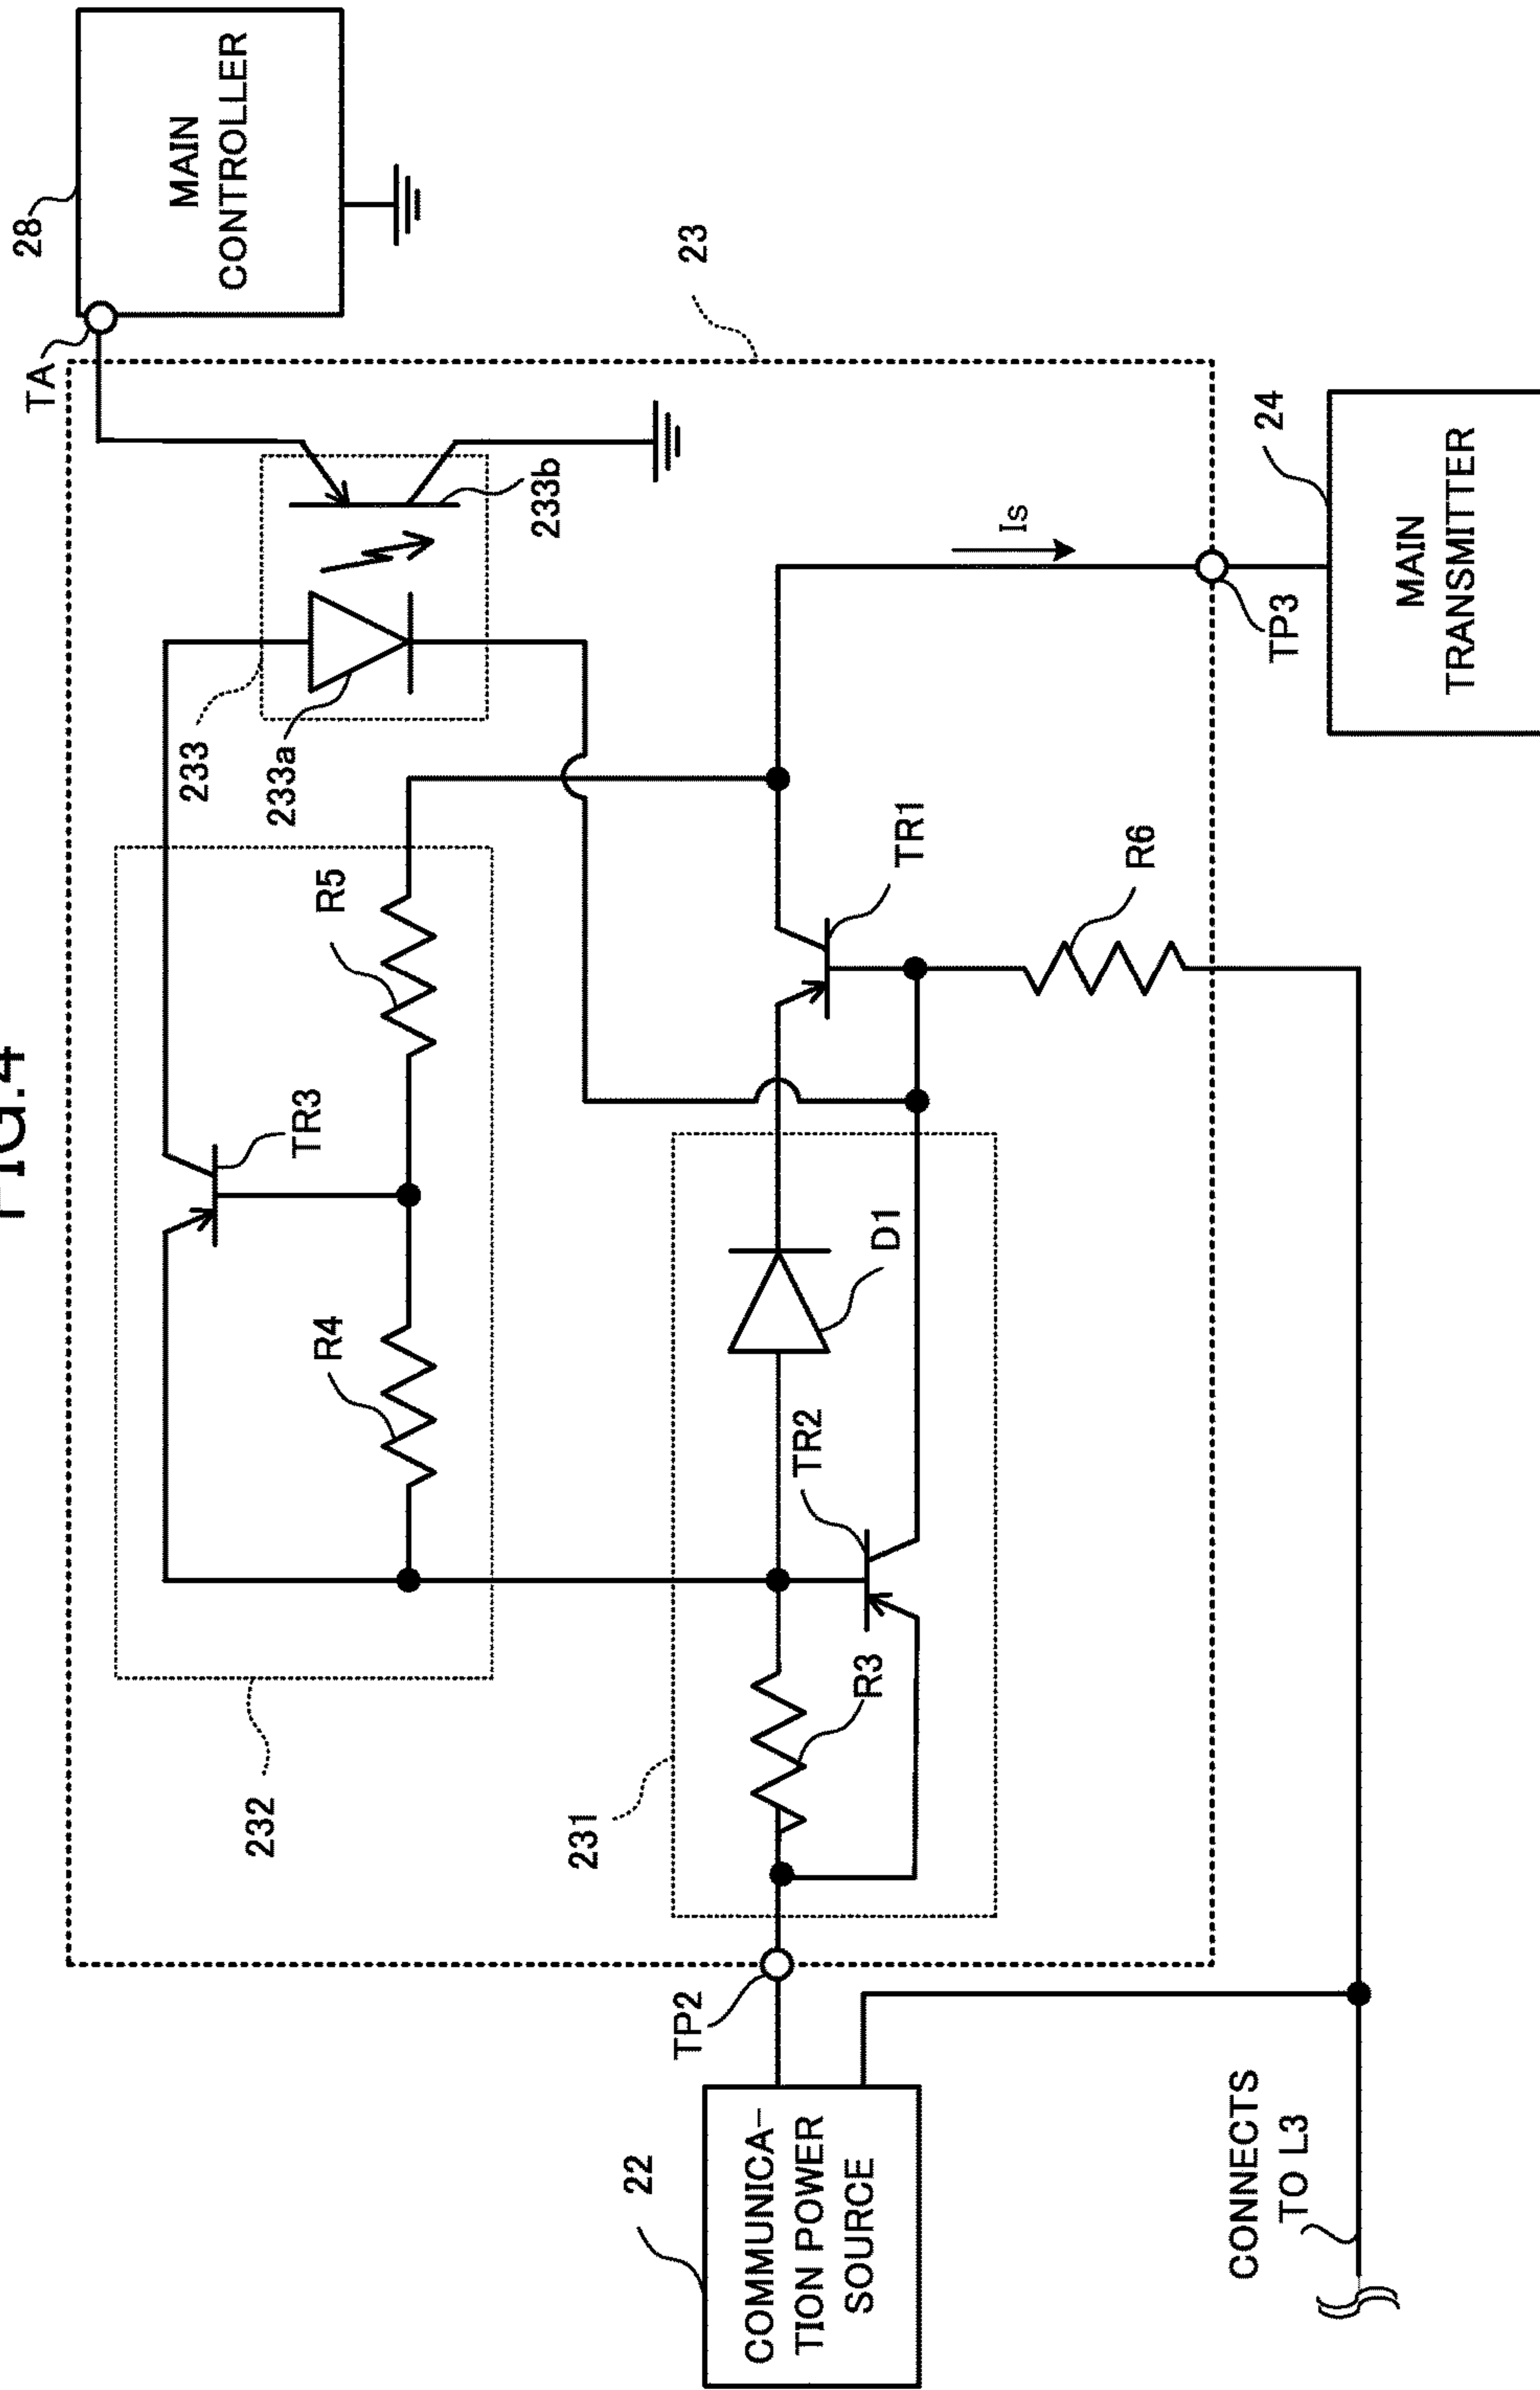 FIG.4
28
MAIN
CONTROLLER
TA
23
233
233a
233b
232
TR3
R4
R5
231
R3
TR2
D1
TR1
R6
Is
TP3
24
MAIN
TRANSMITTER
TP2
22
COMMUNICA-
TION POWER
SOURCE
CONNECTS
TO L3